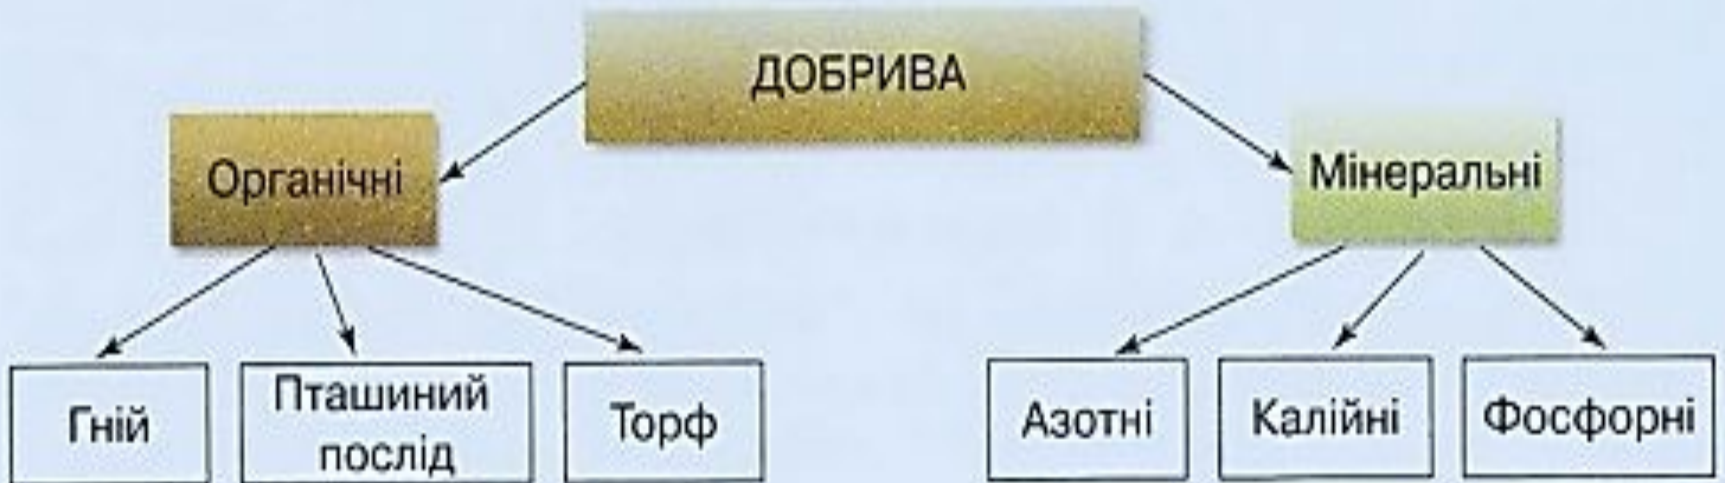 ДОБРИВА
Органічні
Мінеральні
Гній
Пташиний
послід
Торф
Азотні
Калійні
Фосфорні